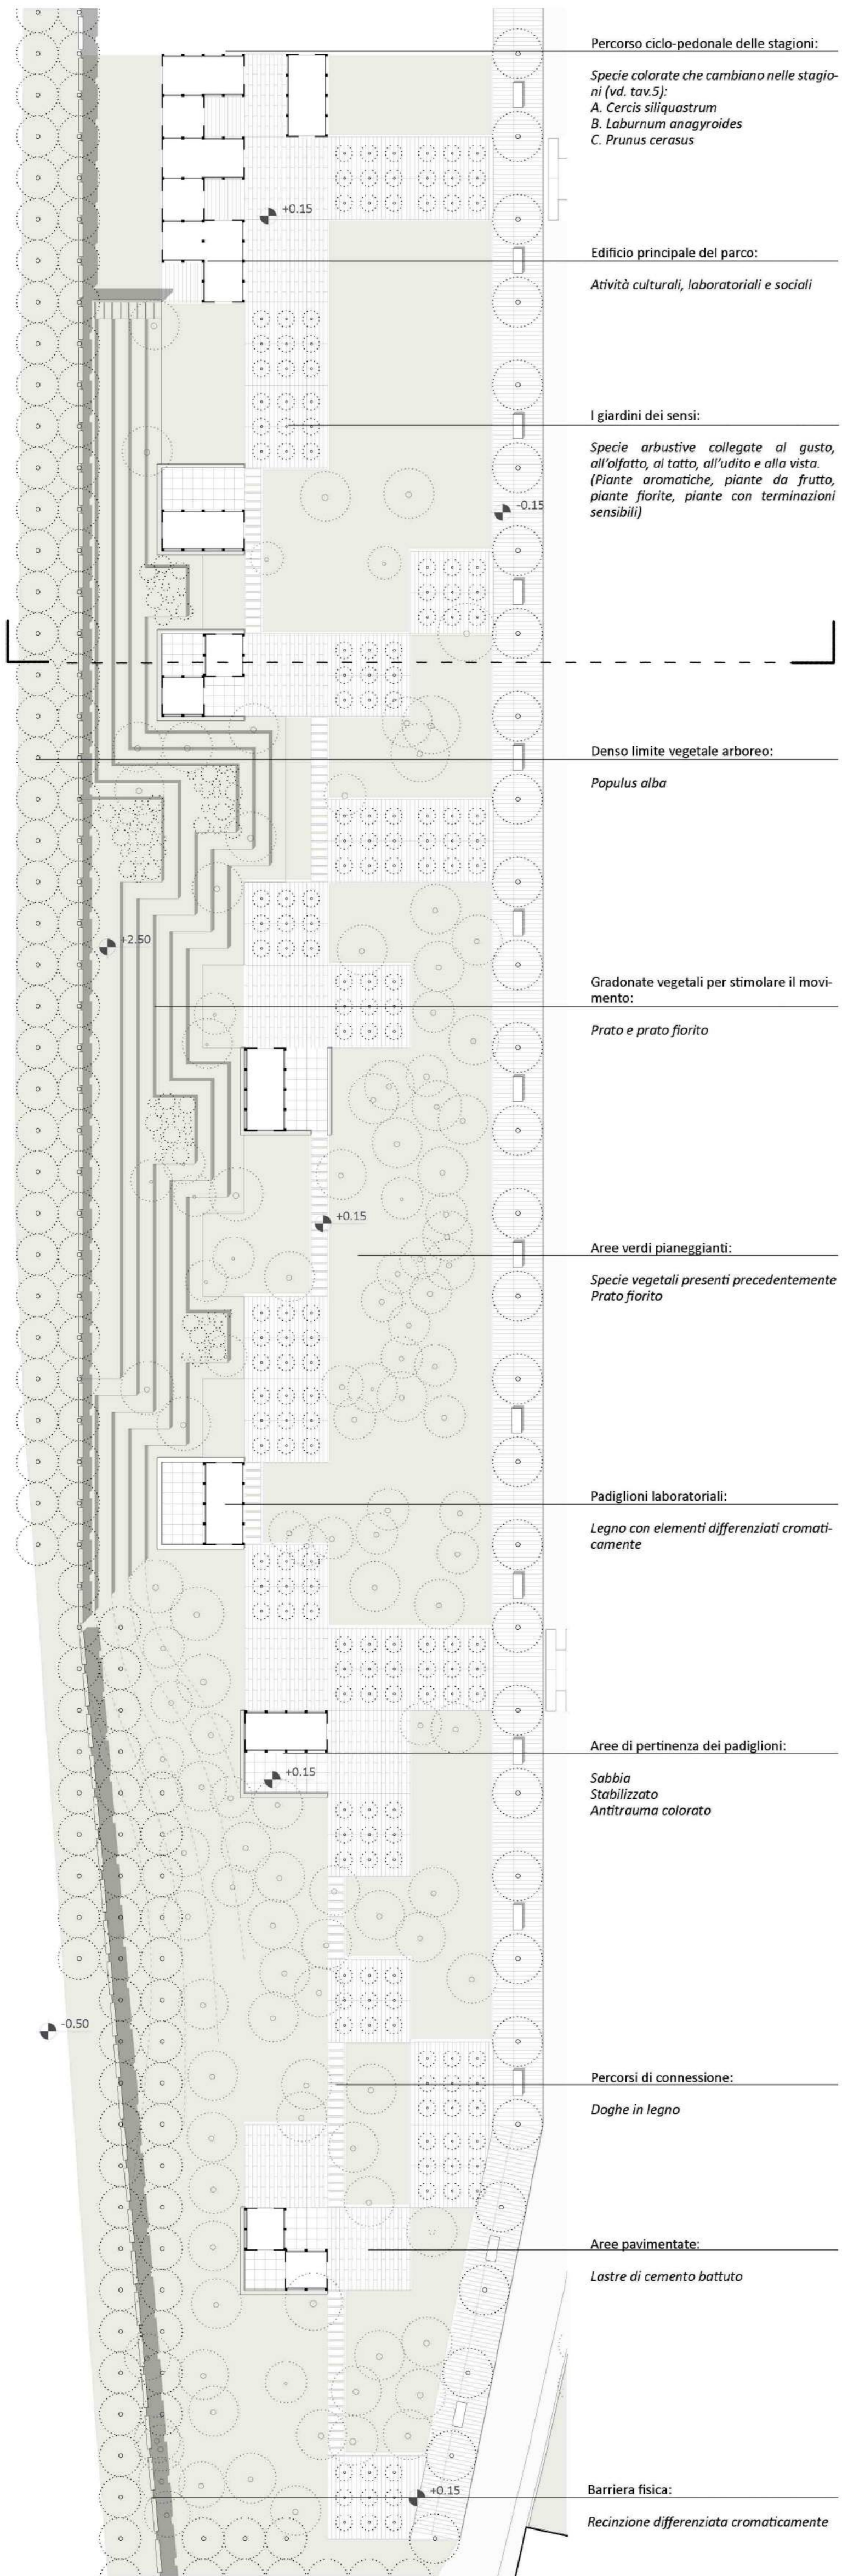 Percorso ciclo-pedonale delle stagioni:
Specie colorate che cambiano nelle stagio-
ni (vd. tav.5):
A. Cercis siliquastrum
B. Laburnum anagyroides
C. Prunus cerasus
+0.15
Edificio principale del parco:
Atività culturali, laboratoriali e sociali
I giardini dei sensi:
Specie arbustive collegate al gusto,
all'olfatto, al tatto, all'udito e alla vista.
(Piante aromatiche, piante da frutto,
piante fiorite, piante con terminazioni
sensibili)
-0.15
Denso limite vegetale arboreo:
Populus alba
+2.50
Gradonate vegetali per stimolare il movi-
mento:
Prato e prato fiorito
+0.15
Aree verdi pianeggianti:
Specie vegetali presenti precedentemente
Prato fiorito
Padiglioni laboratoriali:
Legno con elementi differenziati cromati-
camente
Aree di pertinenza dei padiglioni:
+0.15
Sabbia
Stabilizzato
Antitrauma colorato
-0.50
Percorsi di connessione:
Doghe in legno
Aree pavimentate:
Lastre di cemento battuto
+0.15
Barriera fisica:
Recinzione differenziata cromaticamente